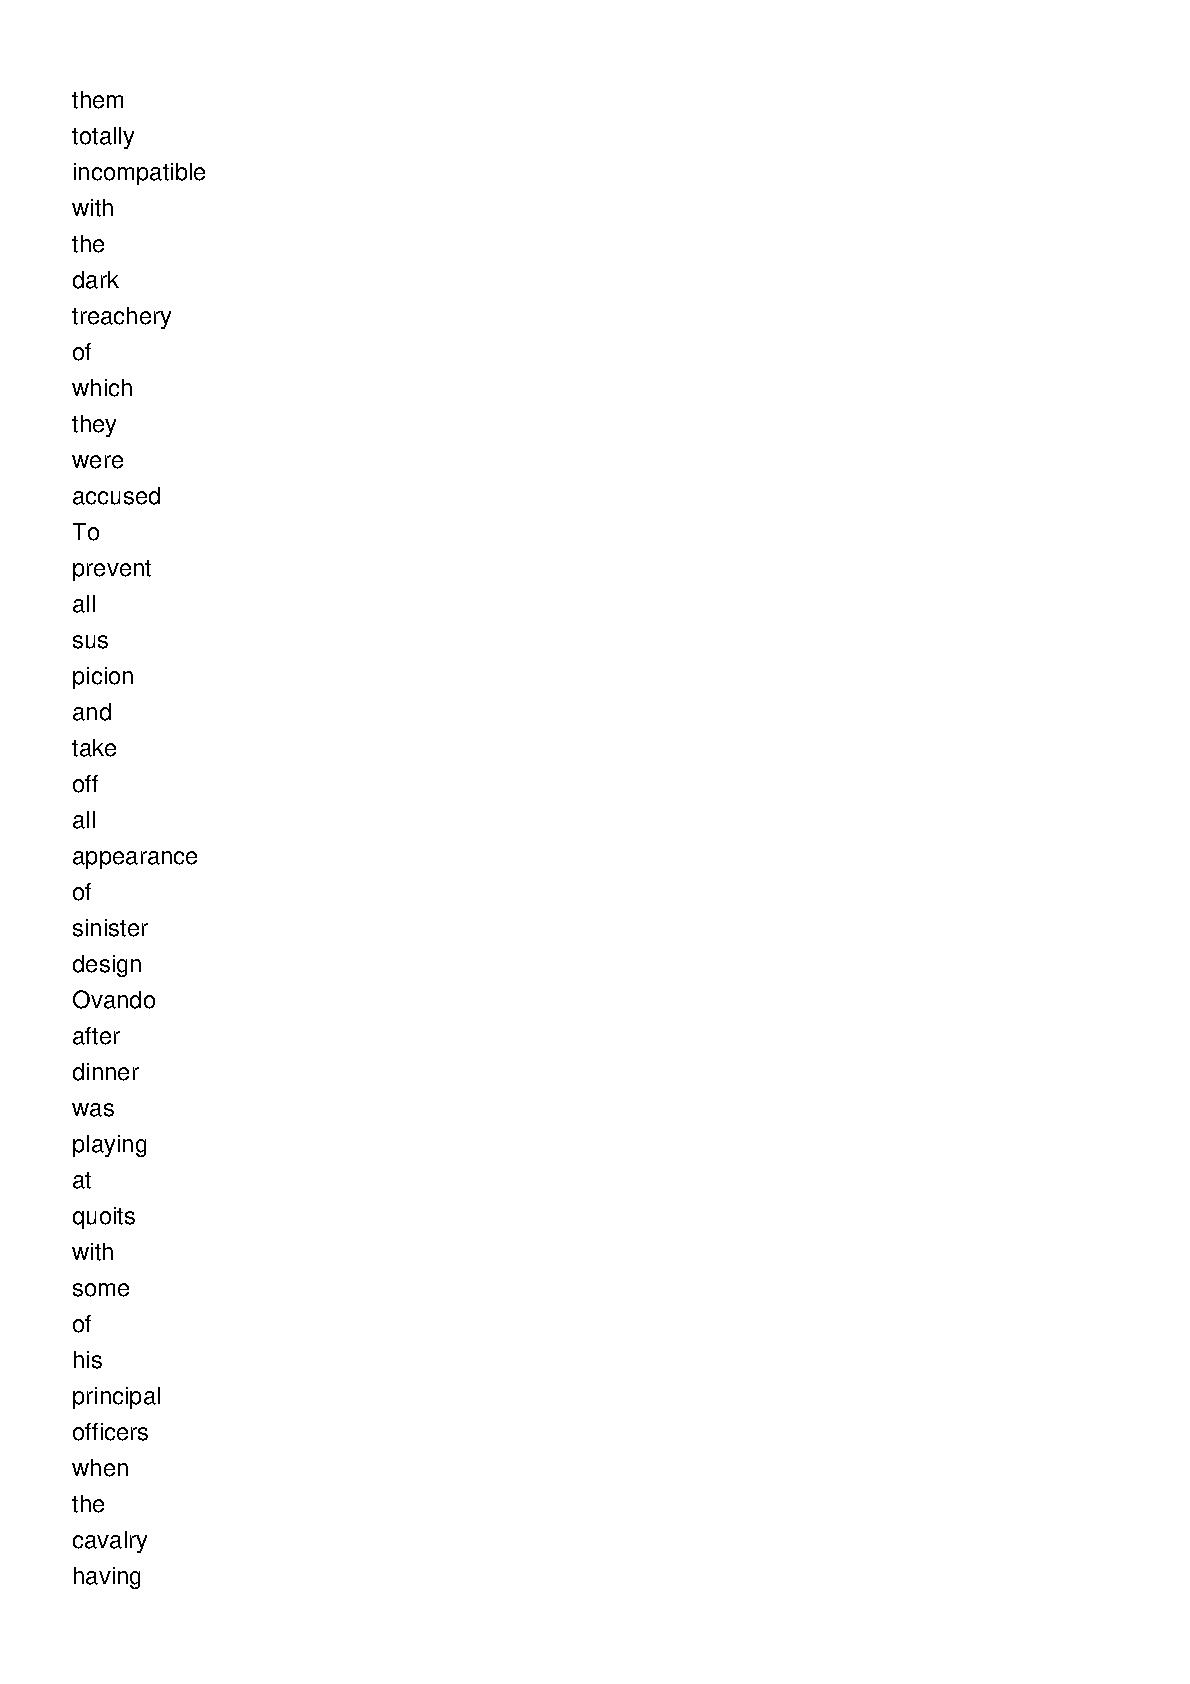 them
totally
incompatible
with
the
dark
treachery
of
which
they
were
accused
To
prevent
all
sus
picion
and
take
off
all
appearance
of
sinister
design
Ovando
after
dinner
was
playing
at
quoits
with
some
of
his
principal
officers
when
the
cavalry
having